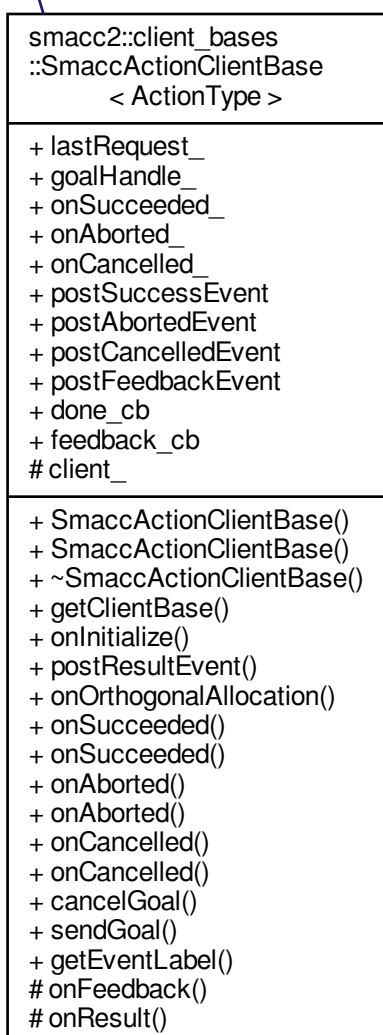 smacc2::client_bases
::SmaccActionClientBase
< ActionType >
+ lastRequest_
+ goalHandle_
+ onSucceeded_
+ onAborted_
+ onCancelled_
+ postSuccessEvent
+ postAbortedEvent
+ postCancelledEvent
+ postFeedbackEvent
+ done_cb
+ feedback_cb
# client_
+ SmaccActionClientBase()
+ SmaccActionClientBase()
+ ~SmaccActionClientBase()
+ getClientBase()
+ onInitialize()
+ postResultEvent()
+ onOrthogonalAllocation()
+ onSucceeded()
+ onSucceeded()
+ onAborted()
+ onAborted()
+ onCancelled()
+ onCancelled()
+ cancelGoal()
+ sendGoal()
+ getEventLabel()
# onFeedback()
# onResult()